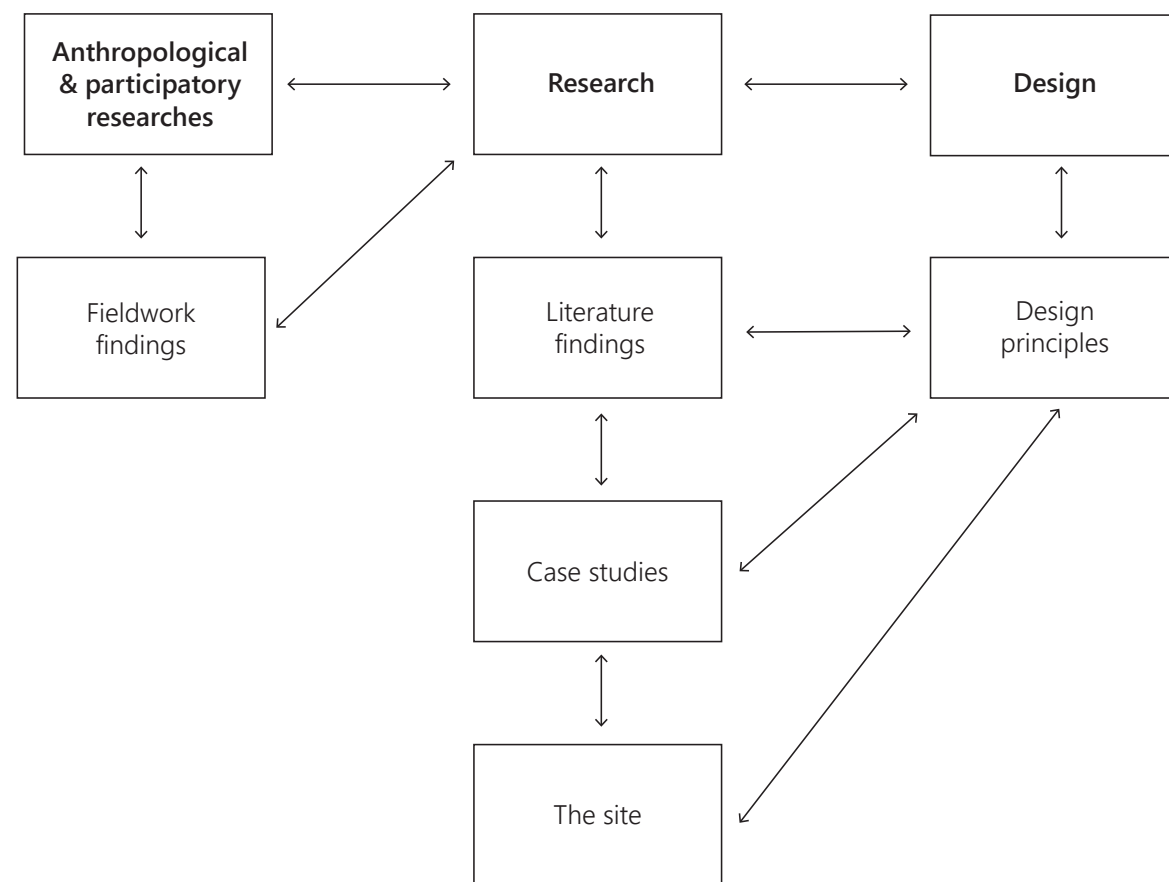 Anthropological
& participatory
researches
Research
Design
Fieldwork
findings
Literature
findings
Design
principles
Case studies
The site